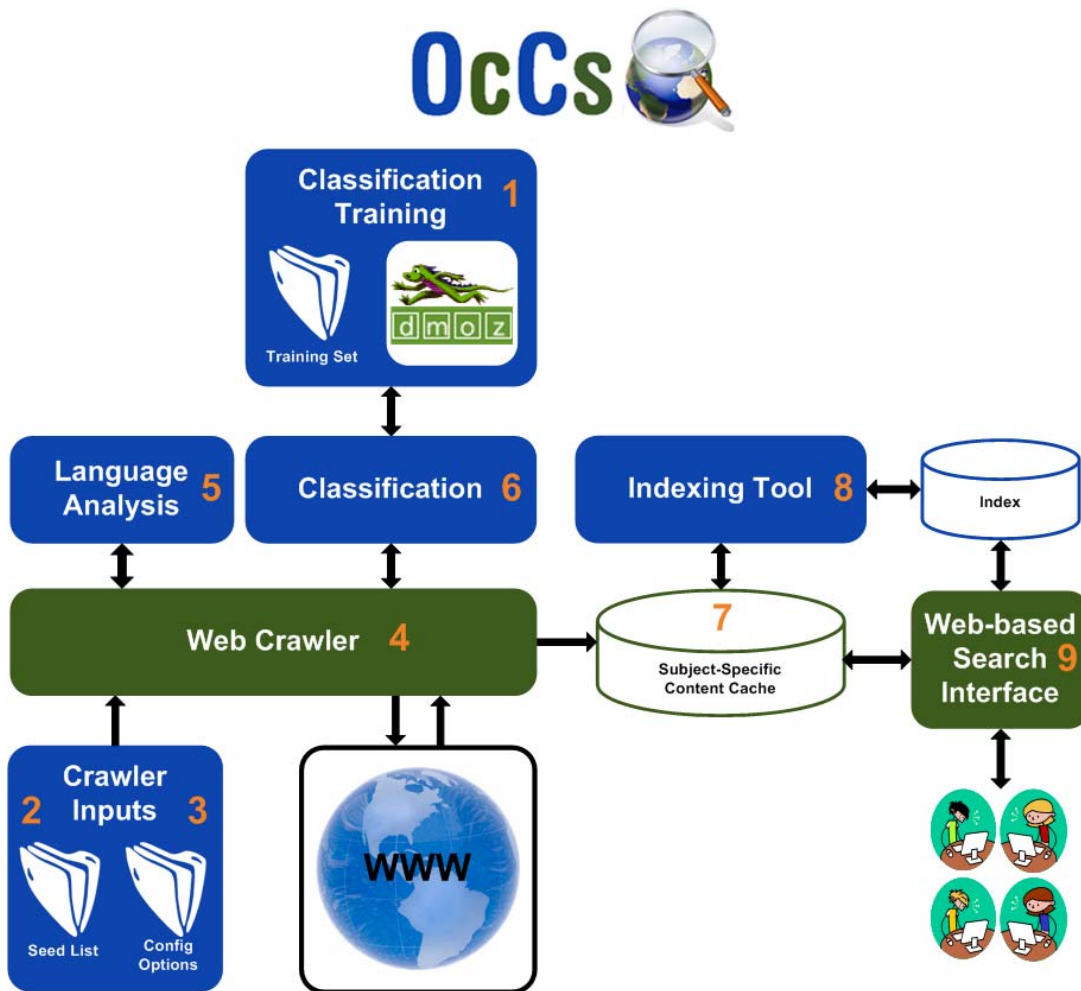 OcCs
Classification
Training
1
Training Set
dmoz
Language
Analysis
5
Classification 6
Indexing Tool 8
Index
Web Crawler 4
7
Subject-Specific
Content Cache
Web-based
Search
Interface
9
Crawler
Inputs
2
3
Seed List
Config
Options
WWW